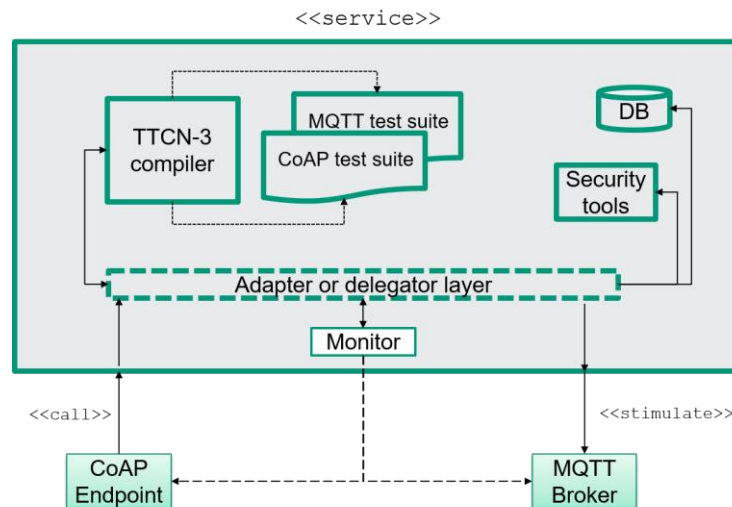 <<service>>
TTCN-3
compiler
MQTT test suite
CoAP test suite
DB
Security
tools
Adapter or delegator layer
Monitor
<<call>>
<<stimulate>>
CoAP
Endpoint
MQTT
Broker